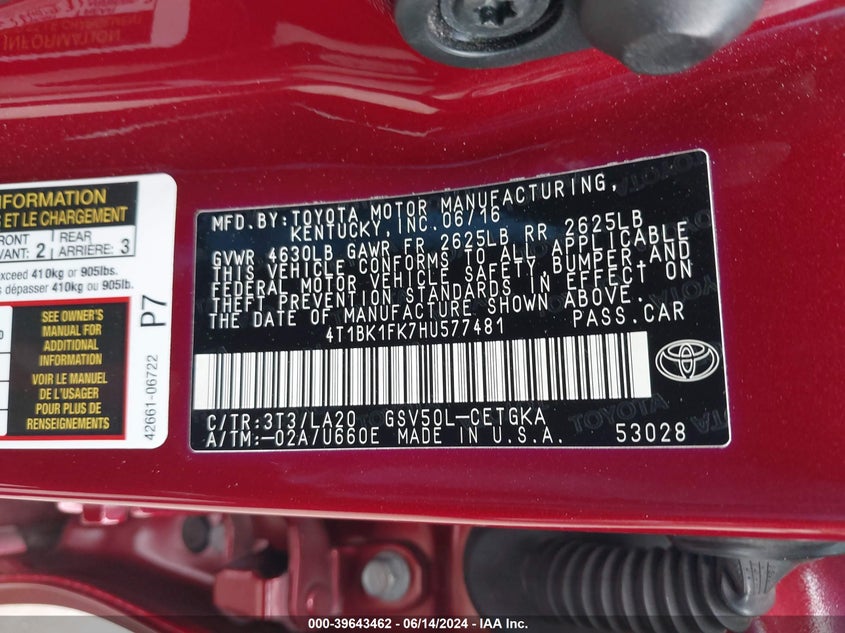 INFORMATION
S ET LE CHARGEMENT
FRONT
VANT: 2
REAR
ARRIÈRE: 3
exceed 410kg or 905lbs.
dépasser 410kg ou 905lb.
SEE OWNER'S
MANUAL FOR
ADDITIONAL
INFORMATION
VOIR LE MANUEL
DE L'USAGER
POUR PLUS DE
RENSEIGNEMENTS
P7
42661-06722
MFD.BY:TOYOTA MOTOR MANUFACTURING,
KENTUCKY,INC.06/16
GVWR 4630LB GAWR FR 2625LB RR 2625LB
THIS VEHICLE CONFORMS TO ALL APPLICABLE
FEDERAL MOTOR VEHICLE SAFETY,BUMPER,AND
THEFT PREVENTION STANDARDS IN EFFECT ON
THE DATE OF MANUFACTURE SHOWN ABOVE.
4T1BK1FK7HU577481 PASS.CAR
C/TR:3T3/LA20 GSV50L-CETGKA
A/TM:-02A/U660E MADE IN U.S.A. 53028
TOYOTA
000-39643462 - 06/14/2024 - IAA Inc.